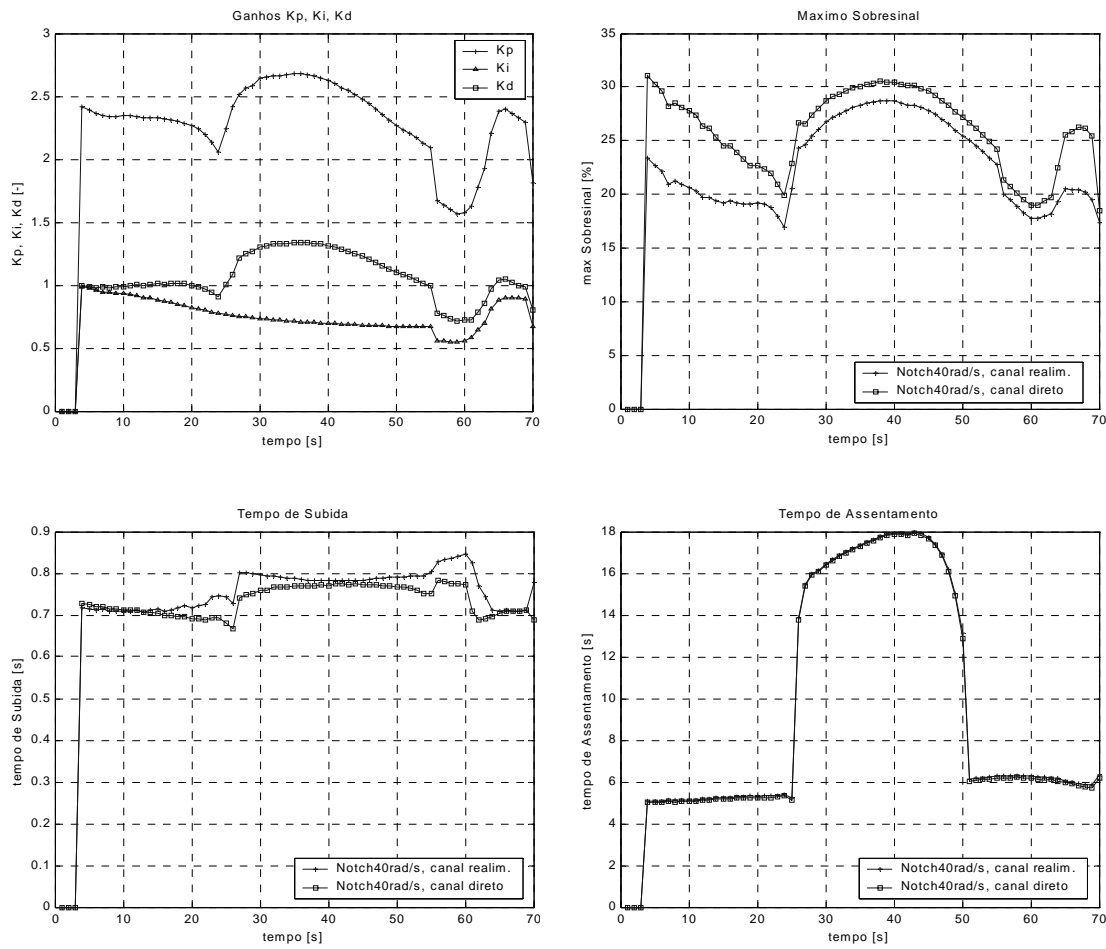 Ganhos Kp, Ki, Kd
3
2.5
2
1.5
1
0.5
0
Kp, Ki, Kd [-]
Kp
Ki
Kd
0 10 20 30 40 50 60 70
tempo [s]
Maximo Sobresinal
35
30
25
20
15
10
5
0
max Sobresinal [%]
Notch40rad/s, canal realim.
Notch40rad/s, canal direto
0 10 20 30 40 50 60 70
tempo [s]
Tempo de Subida
0.9
0.8
0.7
0.6
0.5
0.4
0.3
0.2
0.1
0
tempo de Subida [s]
Notch40rad/s, canal realim.
Notch40rad/s, canal direto
0 10 20 30 40 50 60 70
tempo [s]
Tempo de Assentamento
18
16
14
12
10
8
6
4
2
0
tempo de Assentamento [s]
Notch40rad/s, canal realim.
Notch40rad/s, canal direto
0 10 20 30 40 50 60 70
tempo [s]